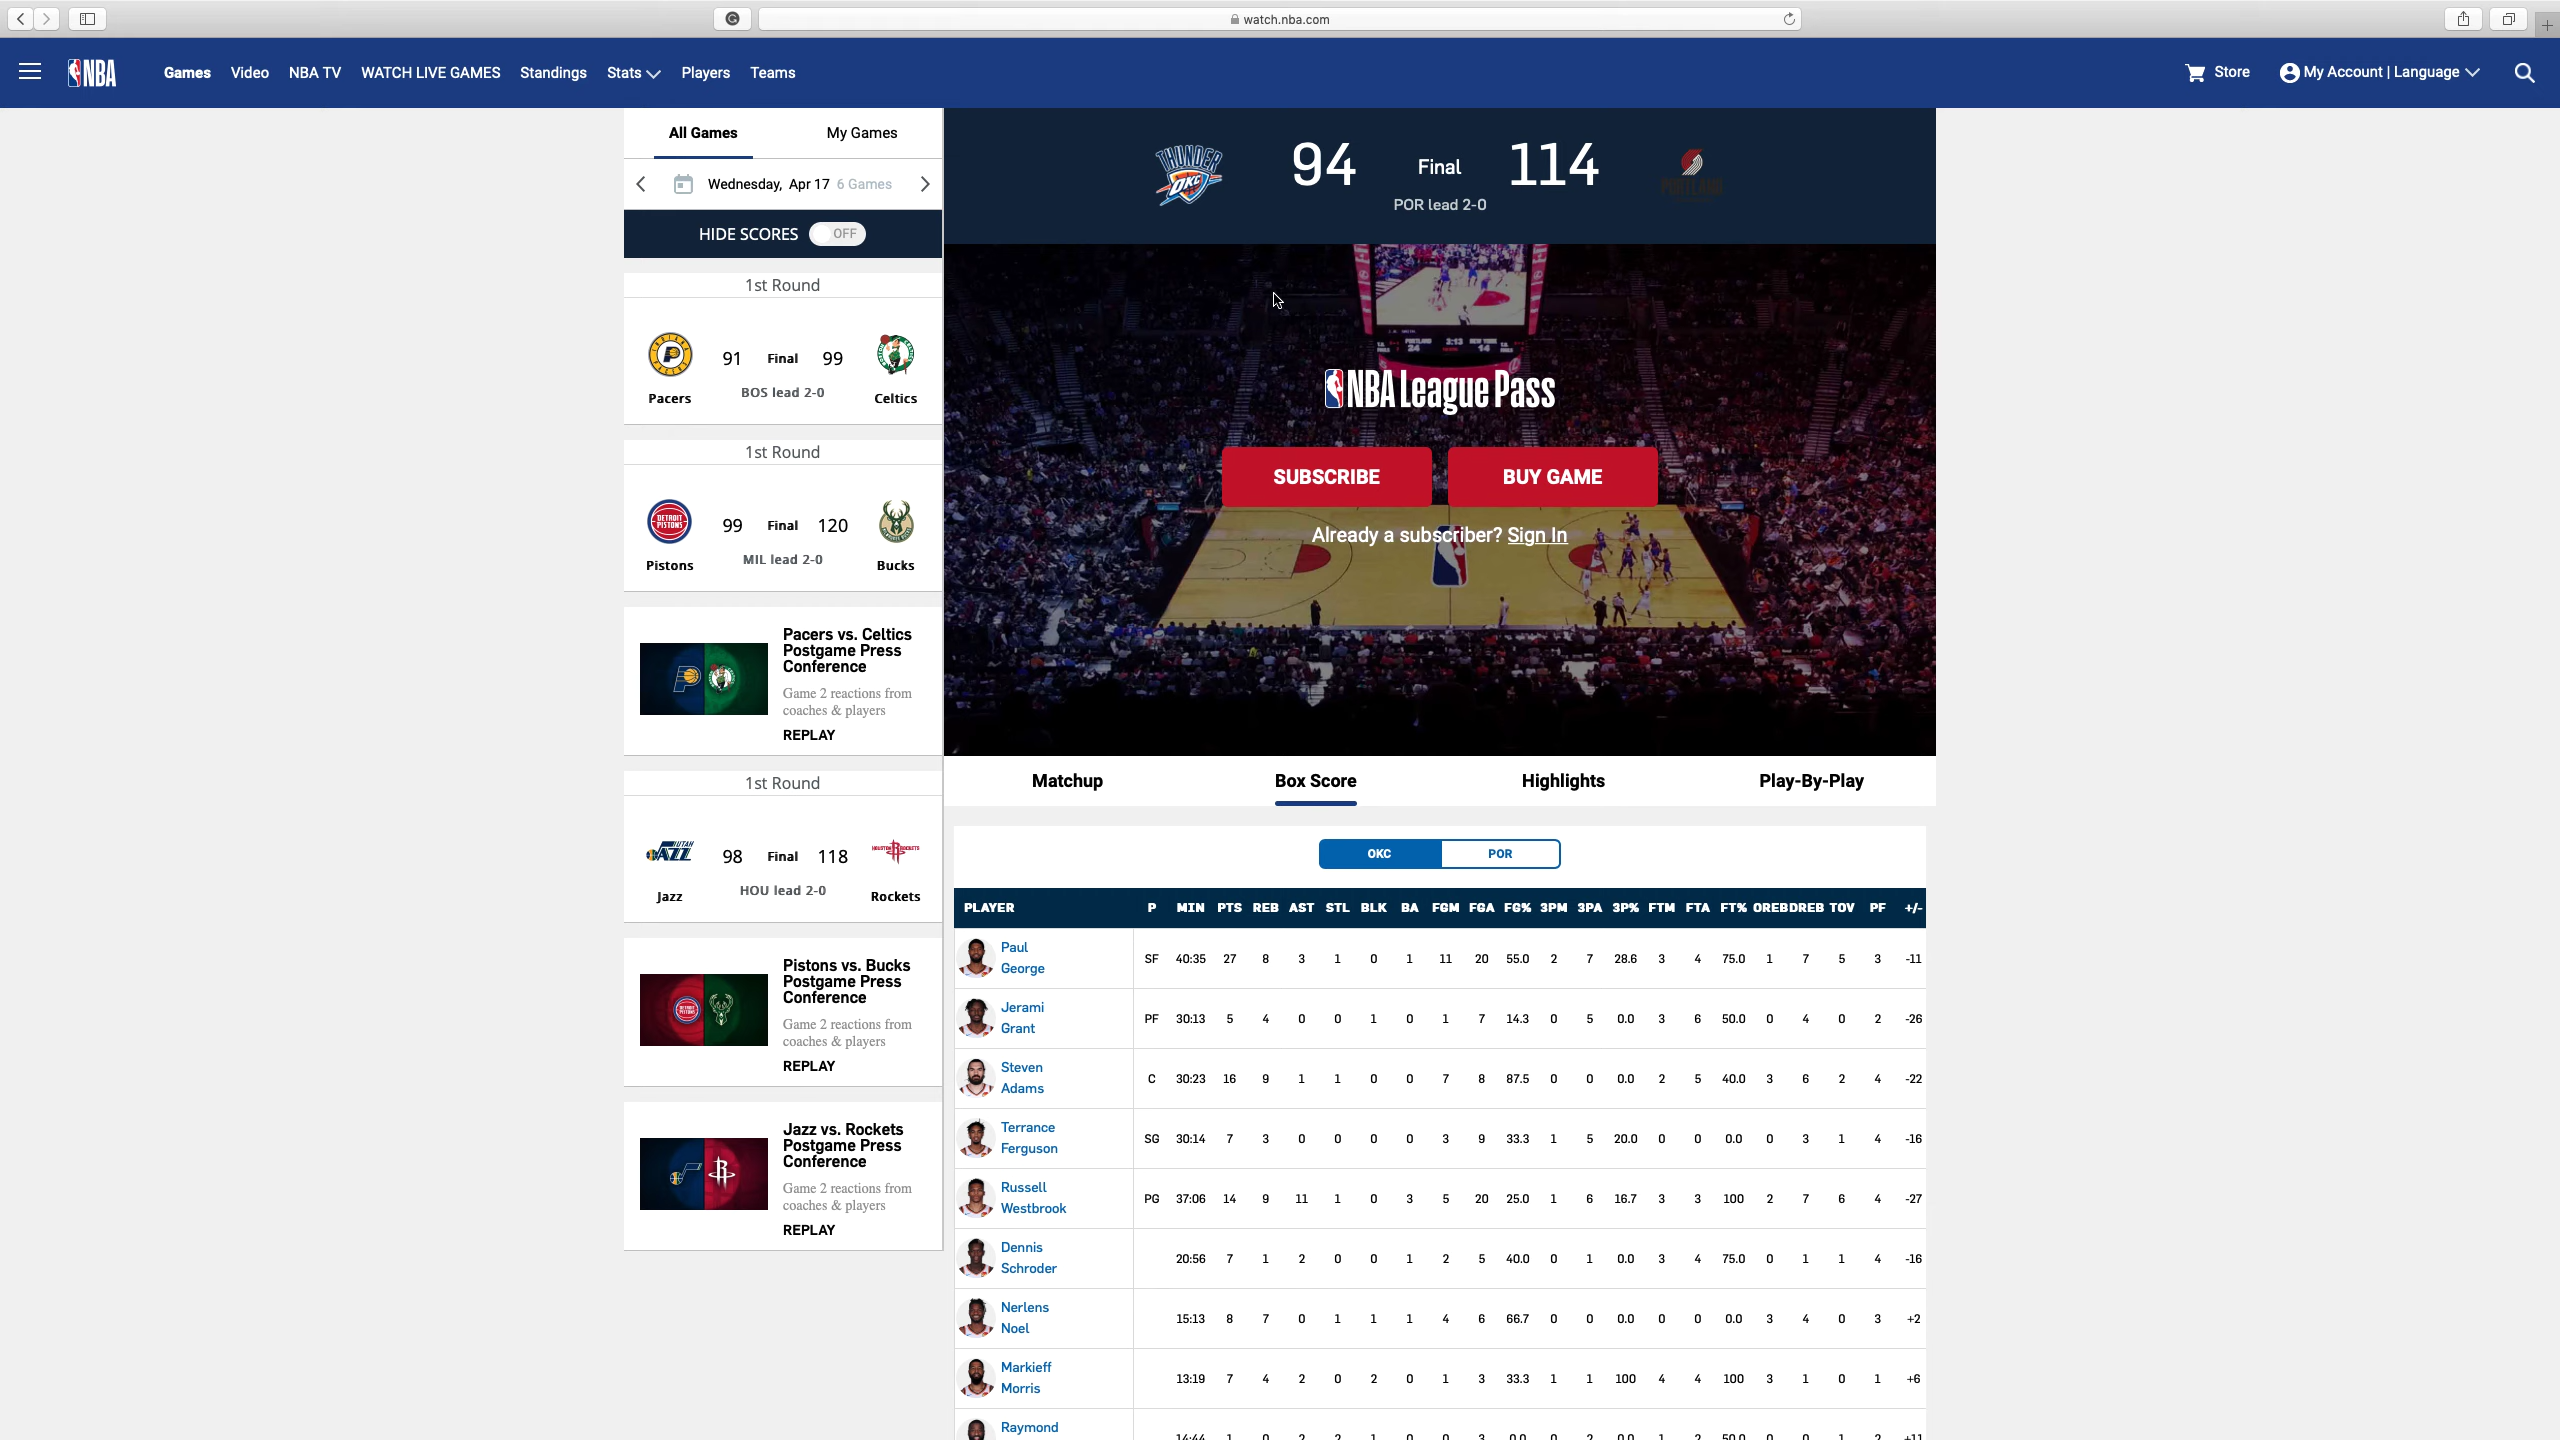 watch.nba.com
NBA
Games Video NBA TV WATCH LIVE GAMES Standings Stats Players Teams
Store My Account | Language
All Games My Games
Wednesday, Apr 17 6 Games
HIDE SCORES OFF
1st Round
91 Final 99
BOS lead 2-0
Pacers Celtics
1st Round
99 Final 120
MIL lead 2-0
Pistons Bucks
Pacers vs. Celtics
Postgame Press
Conference
Game 2 reactions from
coaches & players
REPLAY
1st Round
98 Final 118
HOU lead 2-0
Jazz Rockets
Pistons vs. Bucks
Postgame Press
Conference
Game 2 reactions from
coaches & players
REPLAY
Jazz vs. Rockets
Postgame Press
Conference
Game 2 reactions from
coaches & players
REPLAY
THUNDER
OKC
94 Final 114
POR lead 2-0
NBA League Pass
SUBSCRIBE BUY GAME
Already a subscriber? Sign In
Matchup Box Score Highlights Play-By-Play
OKC POR
PLAYER P MIN PTS REB AST STL BLK BA FGM FGA FG% 3PM 3PA 3P% FTM FTA FT% OREB DREB TOV PF +/-
Paul George SF 40:35 27 8 3 1 0 1 11 20 55.0 2 7 28.6 3 4 75.0 1 7 5 3 -11
Jerami Grant PF 30:13 5 4 0 0 1 0 1 7 14.3 0 5 0.0 3 6 50.0 0 4 0 2 -26
Steven Adams C 30:23 16 9 1 1 0 0 7 8 87.5 0 0 0.0 2 5 40.0 3 6 2 4 -22
Terrance Ferguson SG 30:14 7 3 0 0 0 0 3 9 33.3 1 5 20.0 0 0 0.0 0 3 1 4 -16
Russell Westbrook PG 37:06 14 9 11 1 0 3 5 20 25.0 1 6 16.7 3 3 100 2 7 6 4 -27
Dennis Schroder 20:56 7 1 2 0 0 1 2 5 40.0 0 1 0.0 3 4 75.0 0 1 1 4 -16
Nerlens Noel 15:13 8 7 0 1 1 1 4 6 66.7 0 0 0.0 0 0 0.0 3 4 0 3 +2
Markieff Morris 13:19 7 4 2 0 2 0 1 3 33.3 1 1 100 4 4 100 3 1 0 1 +6
Raymond